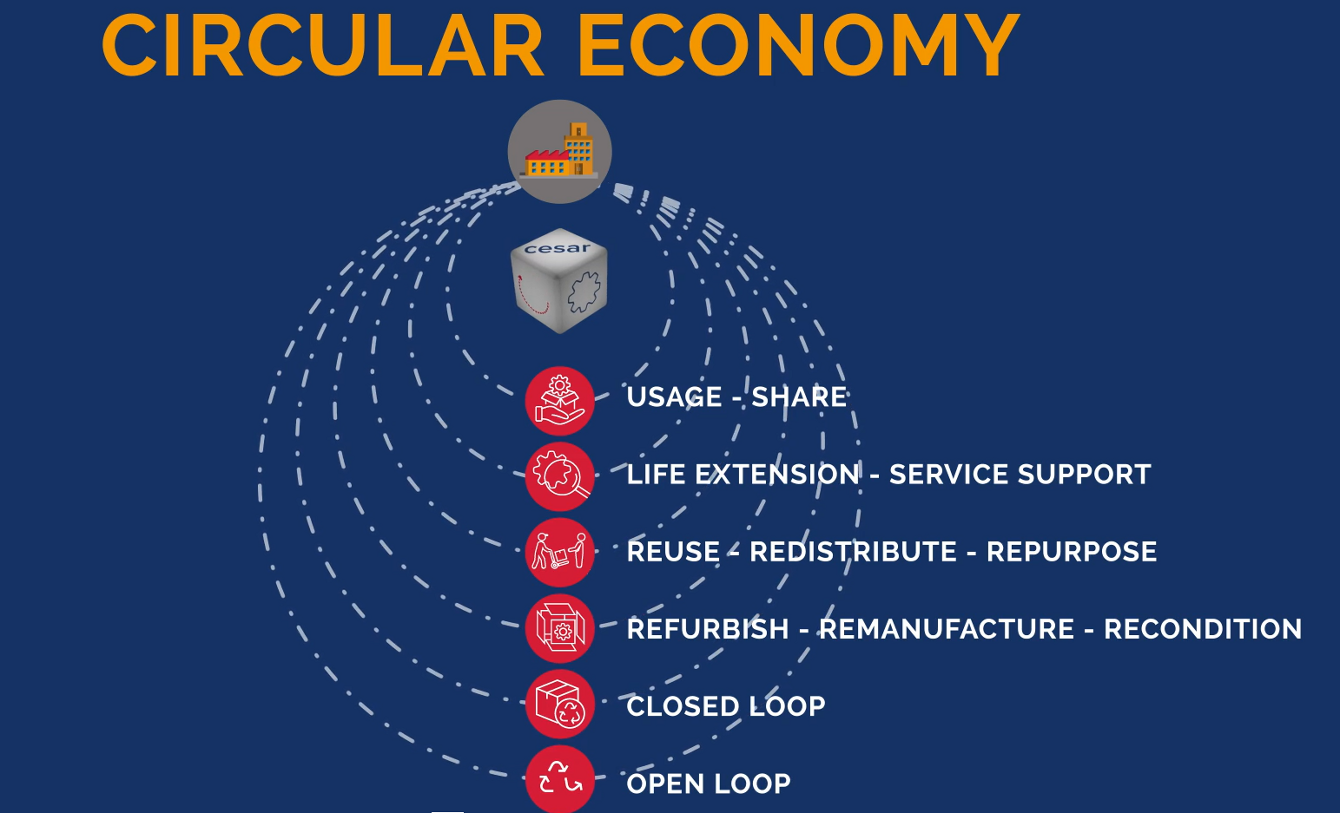 CIRCULAR ECONOMY
cesar
USAGE - SHARE
LIFE EXTENSION - SERVICE SUPPORT
REUSE - REDISTRIBUTE - REPURPOSE
REFURBISH - REMANUFACTURE - RECONDITION
CLOSED LOOP
OPEN LOOP